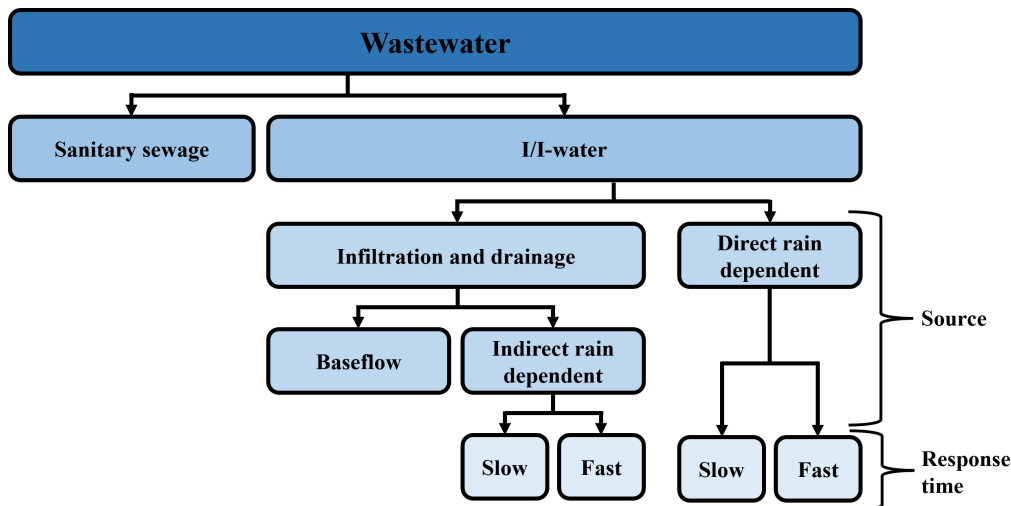 Wastewater
Sanitary sewage
I/I-water
Infiltration and drainage
Direct rain
dependent
Source
Baseflow
Indirect rain
dependent
Slow
Fast
Slow
Fast
Response
time